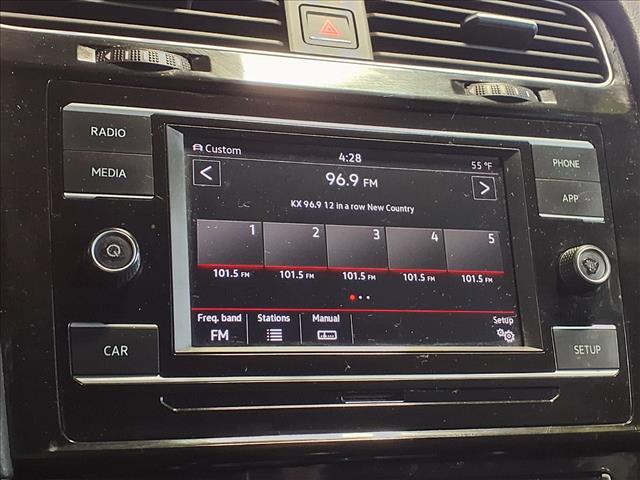 RADIO
MEDIA
CAR
PHONE
APP
SETUP
Custom
4:28
55 °F
< 96.9 FM >
KX 96.9 12 in a row New Country
1 2 3 4 5
101.5 FM 101.5 FM 101.5 FM 101.5 FM 101.5 FM
Freq. band Stations Manual Setup
FM